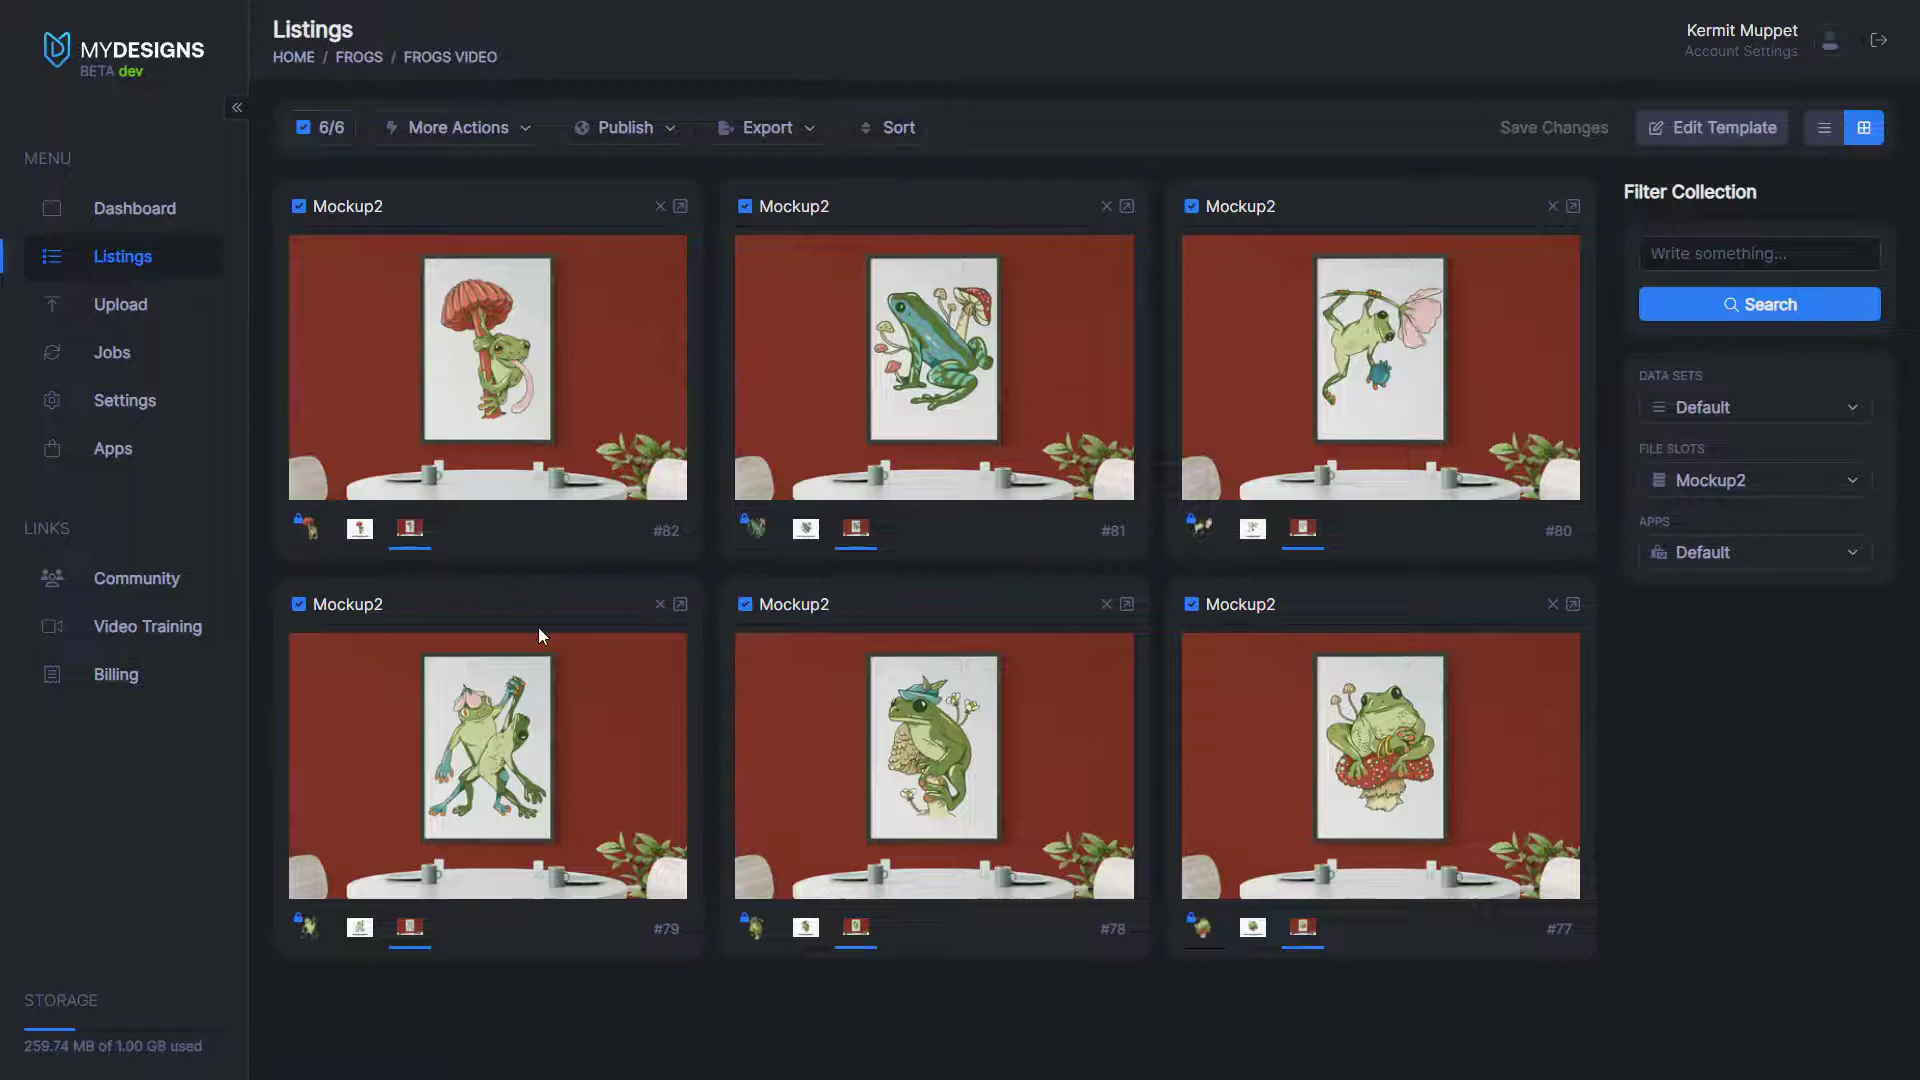 MYDESIGNS
BETA dev
MENU
Dashboard
Listings
Upload
Jobs
Settings
Apps
LINKS
Community
Video Training
Billing
STORAGE
259.74 MB of 1.00 GB used
Listings
HOME / FROGS / FROGS VIDEO
Kermit Muppet
Account Settings
6/6 More Actions Publish Export Sort Save Changes Edit Template
Mockup2
#82
Mockup2
#81
Mockup2
#80
Mockup2
#79
Mockup2
#78
Mockup2
#77
Filter Collection
Write something...
Search
DATA SETS
Default
FILE SLOTS
Mockup2
APPS
Default